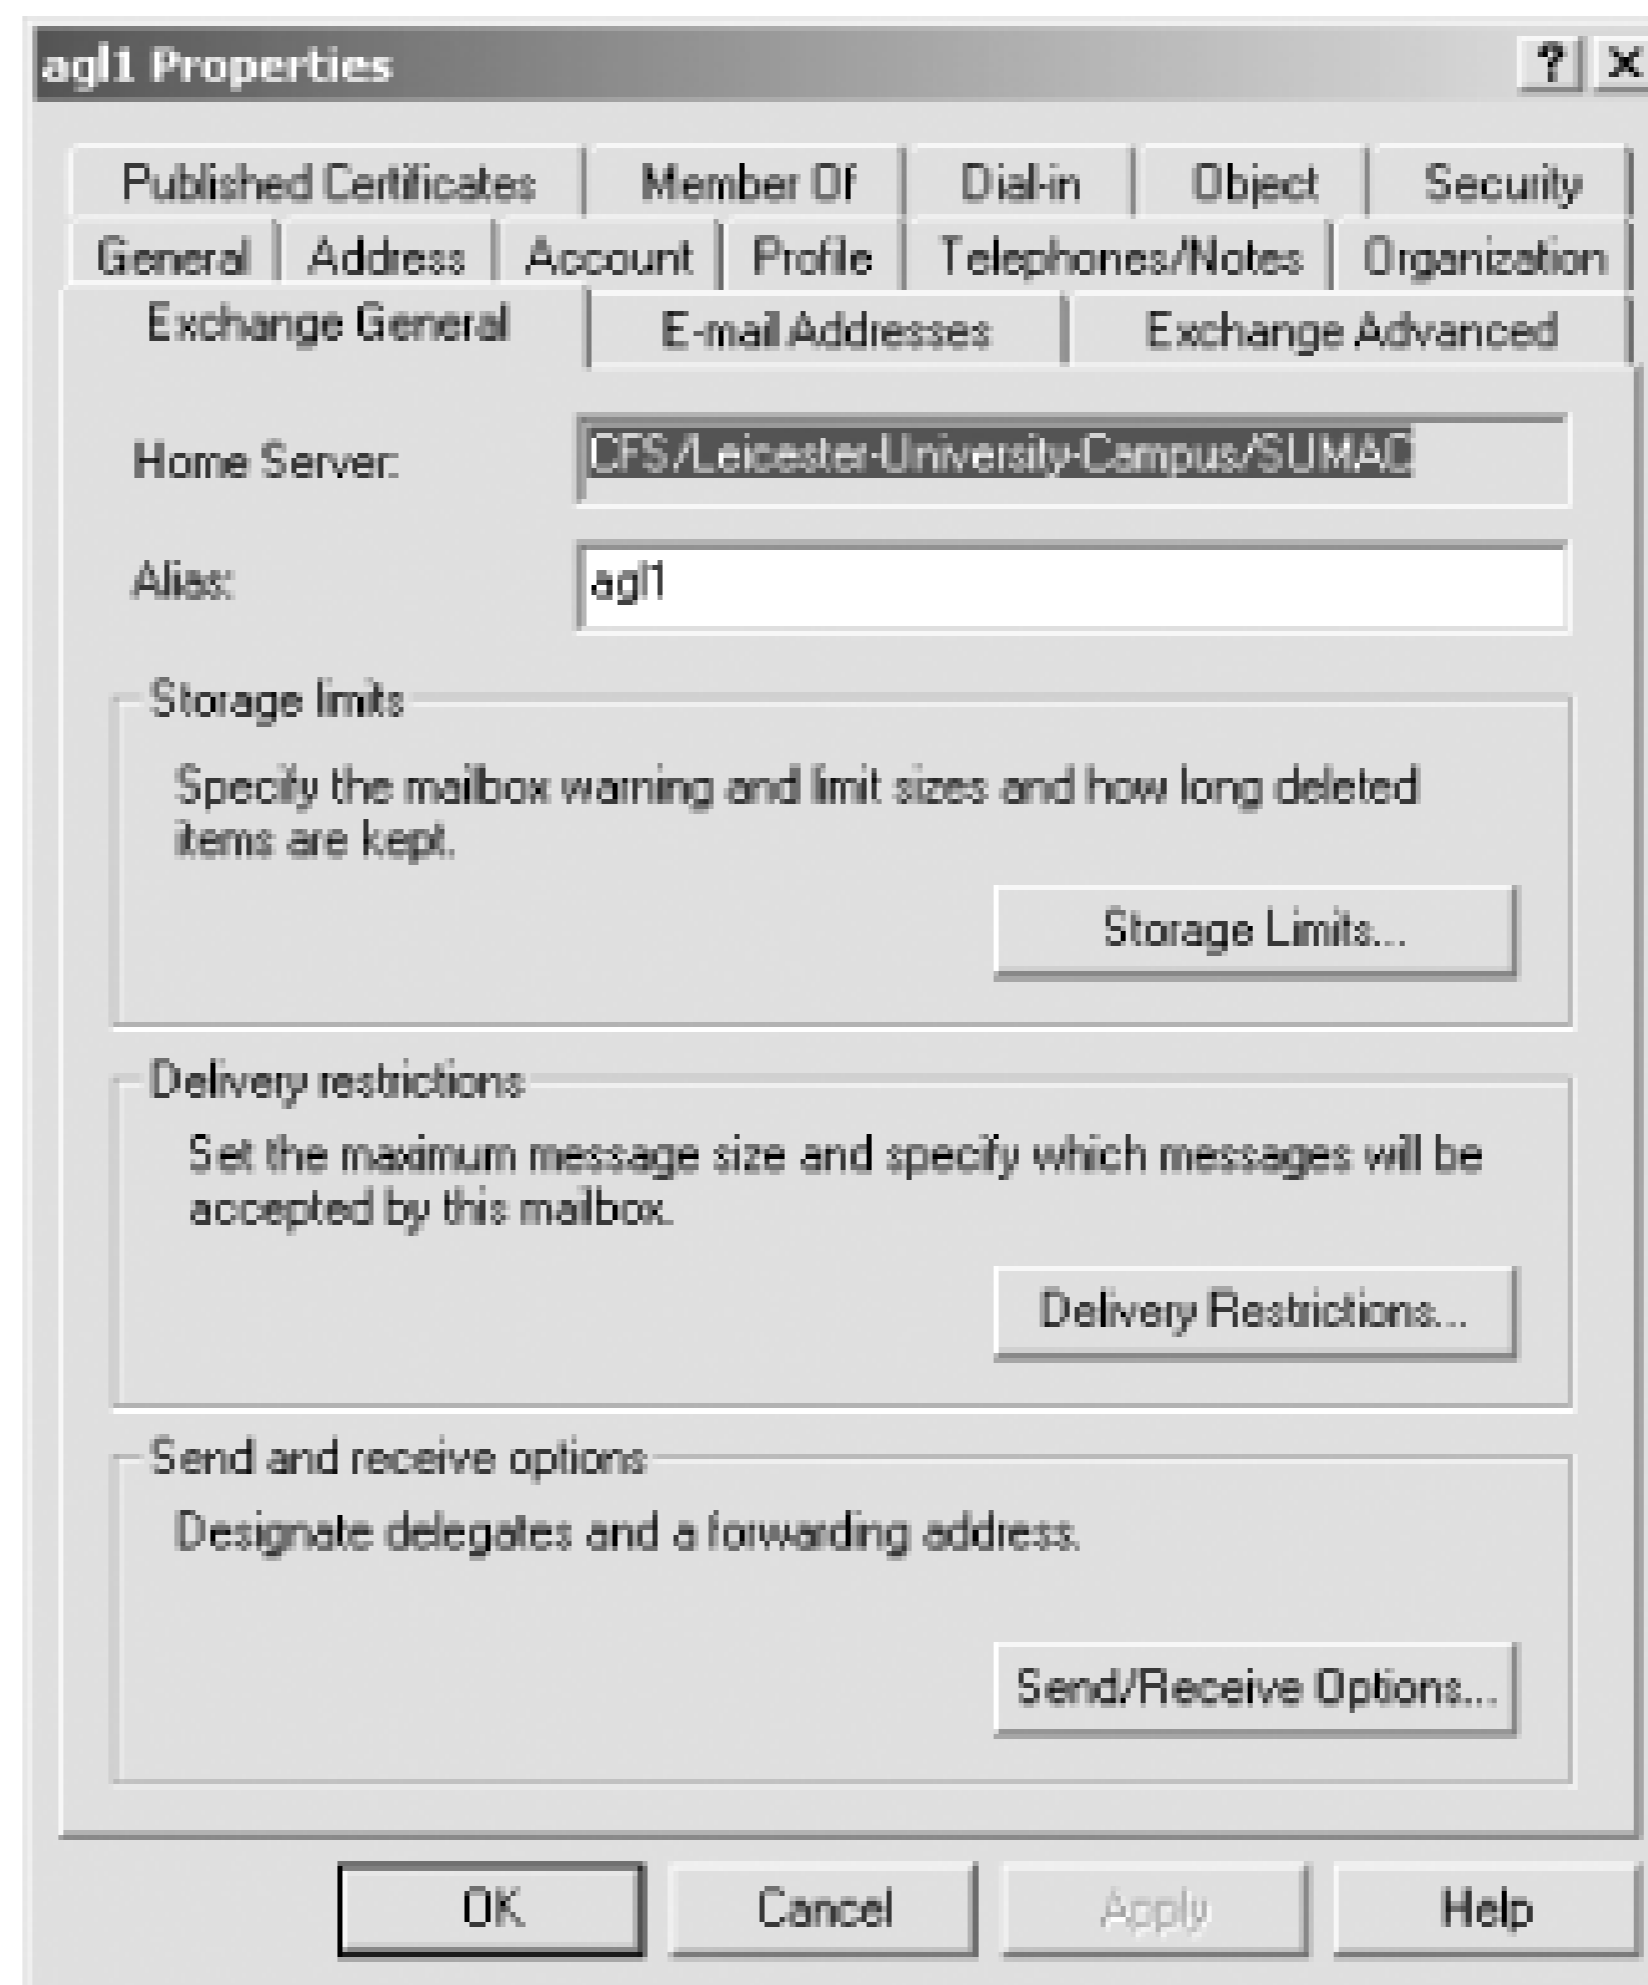 agl1 Properties
? X
Published Certificates Member Of Dial-in Object Security
General Address Account Profile Telephones/Notes Organization
Exchange General E-mail Addresses Exchange Advanced
Home Server: CFS/Leicester-University-Campus/SUMAC
Alias: agl1
Storage limits
Specify the mailbox warning and limit sizes and how long deleted
items are kept.
Storage Limits...
Delivery restrictions
Set the maximum message size and specify which messages will be
accepted by this mailbox.
Delivery Restrictions...
Send and receive options
Designate delegates and a forwarding address.
Send/Receive Options...
OK Cancel Apply Help